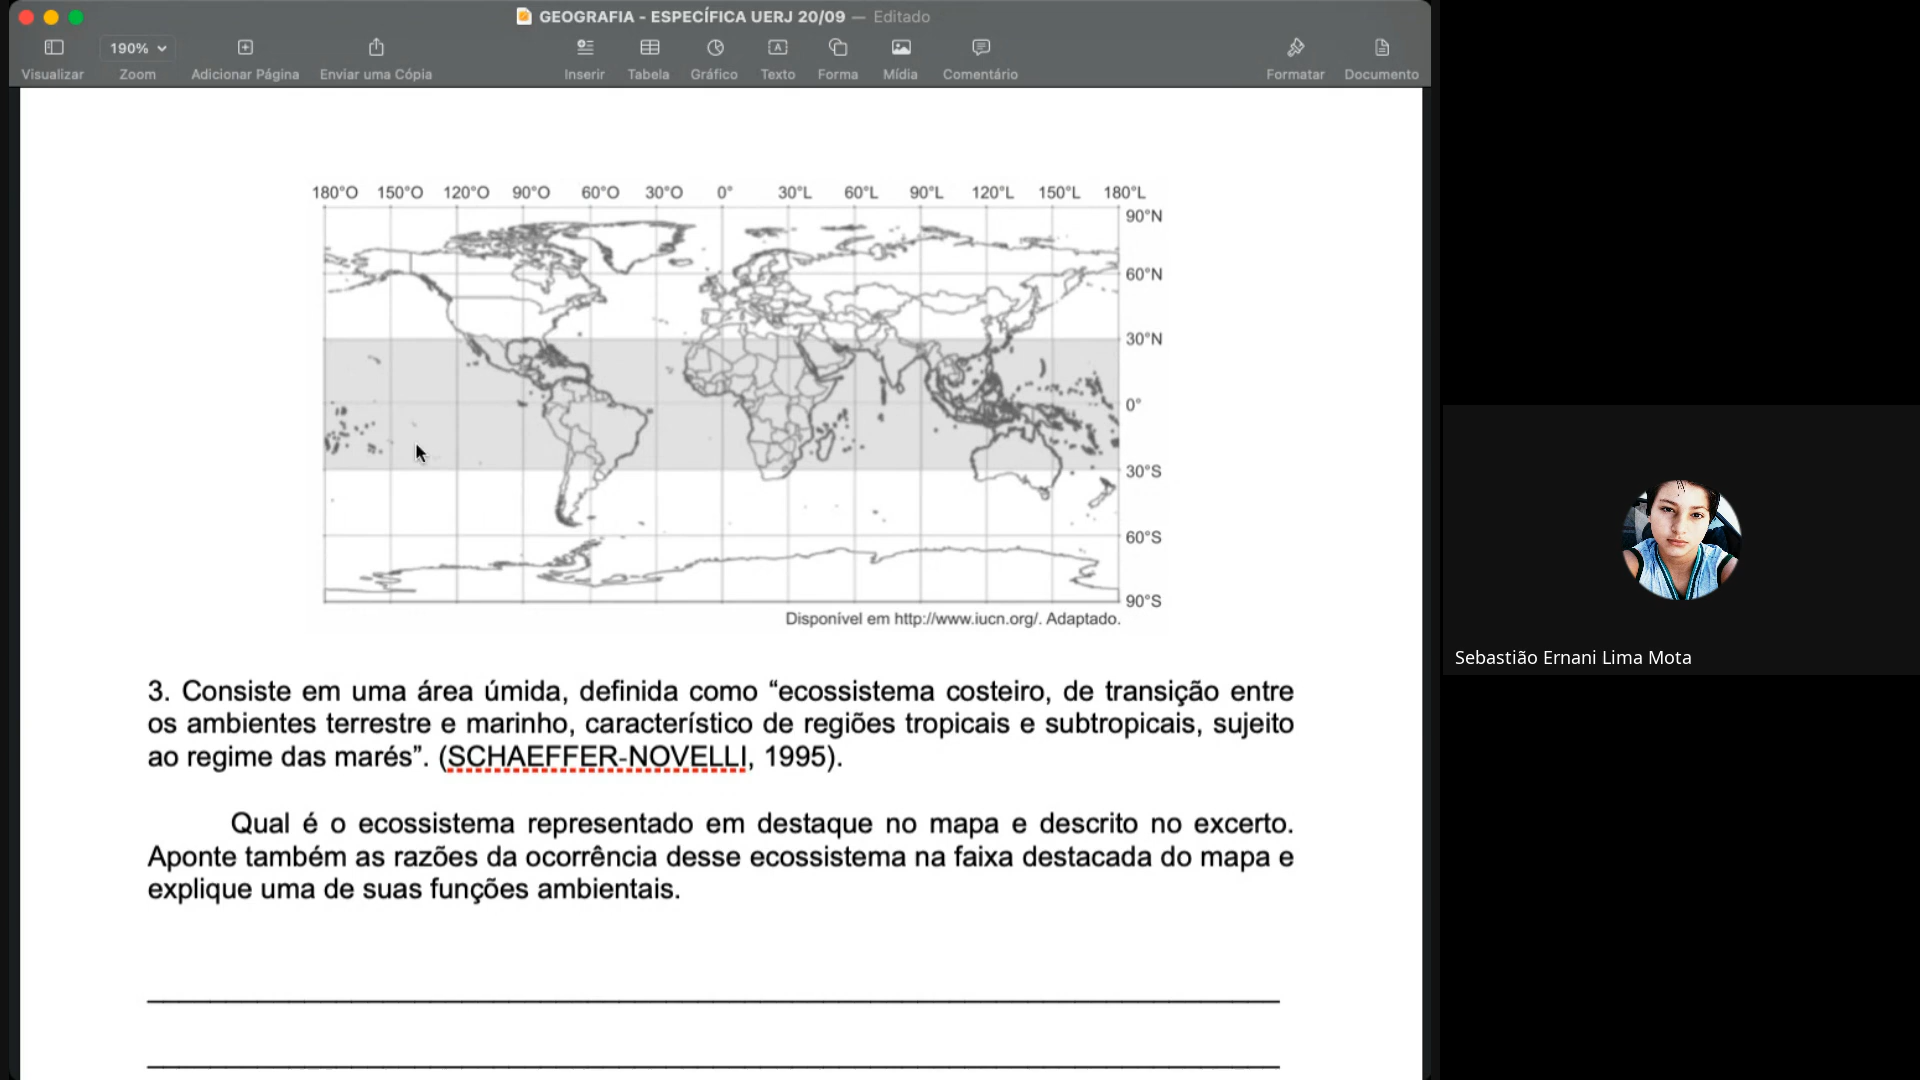 GEOGRAFIA - ESPECÍFICA UERJ 20/09 — Editado
190%
Visualizar Zoom Adicionar Página Enviar uma Cópia Inserir Tabela Gráfico Texto Forma Mídia Comentário Formatar Documento
180°O 150°O 120°O 90°O 60°O 30°O 0° 30°L 60°L 90°L 120°L 150°L 180°L
90°N
60°N
30°N
0°
30°S
60°S
90°S
Disponível em http://www.iucn.org/. Adaptado.
3. Consiste em uma área úmida, definida como “ecossistema costeiro, de transição entre
os ambientes terrestre e marinho, característico de regiões tropicais e subtropicais, sujeito
ao regime das marés”. (SCHAEFFER-NOVELLI, 1995).
Qual é o ecossistema representado em destaque no mapa e descrito no excerto.
Aponte também as razões da ocorrência desse ecossistema na faixa destacada do mapa e
explique uma de suas funções ambientais.
Sebastião Ernani Lima Mota